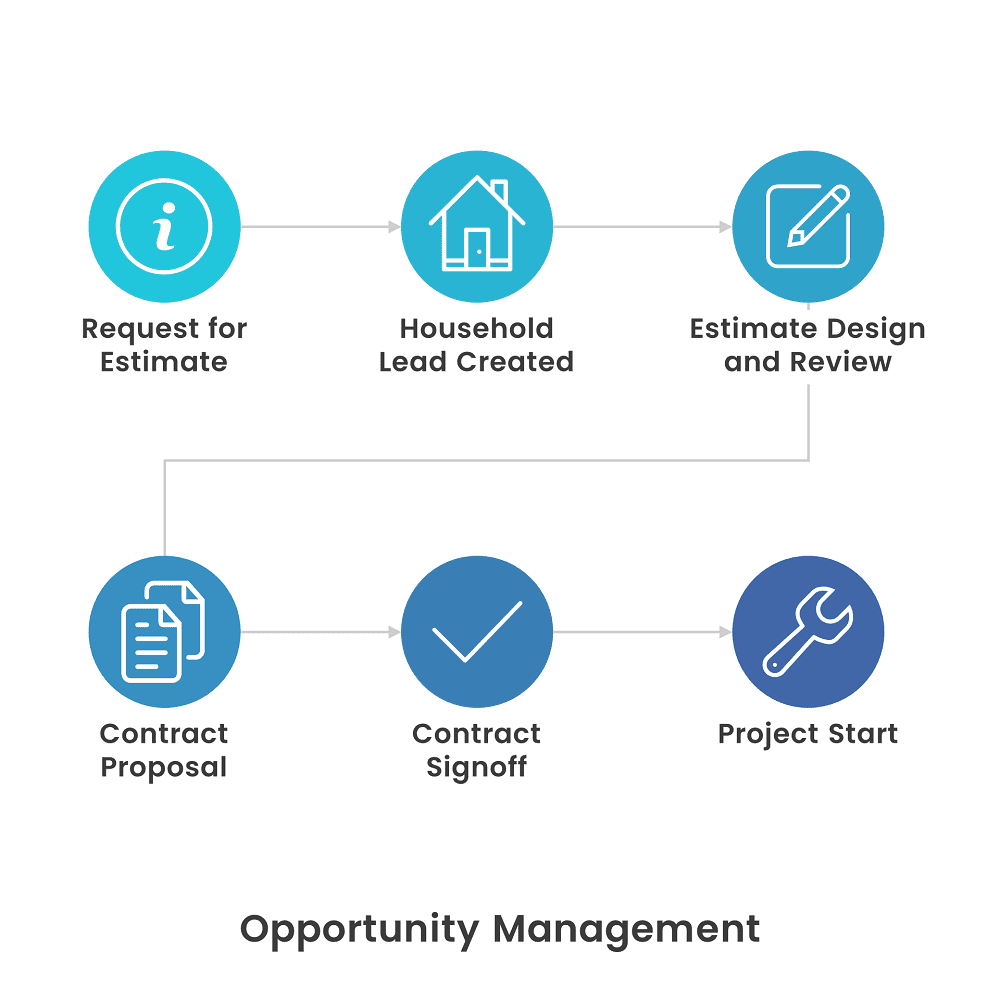 Request for
Estimate
Household
Lead Created
Estimate Design
and Review
Contract
Proposal
Contract
Signoff
Project Start
Opportunity Management